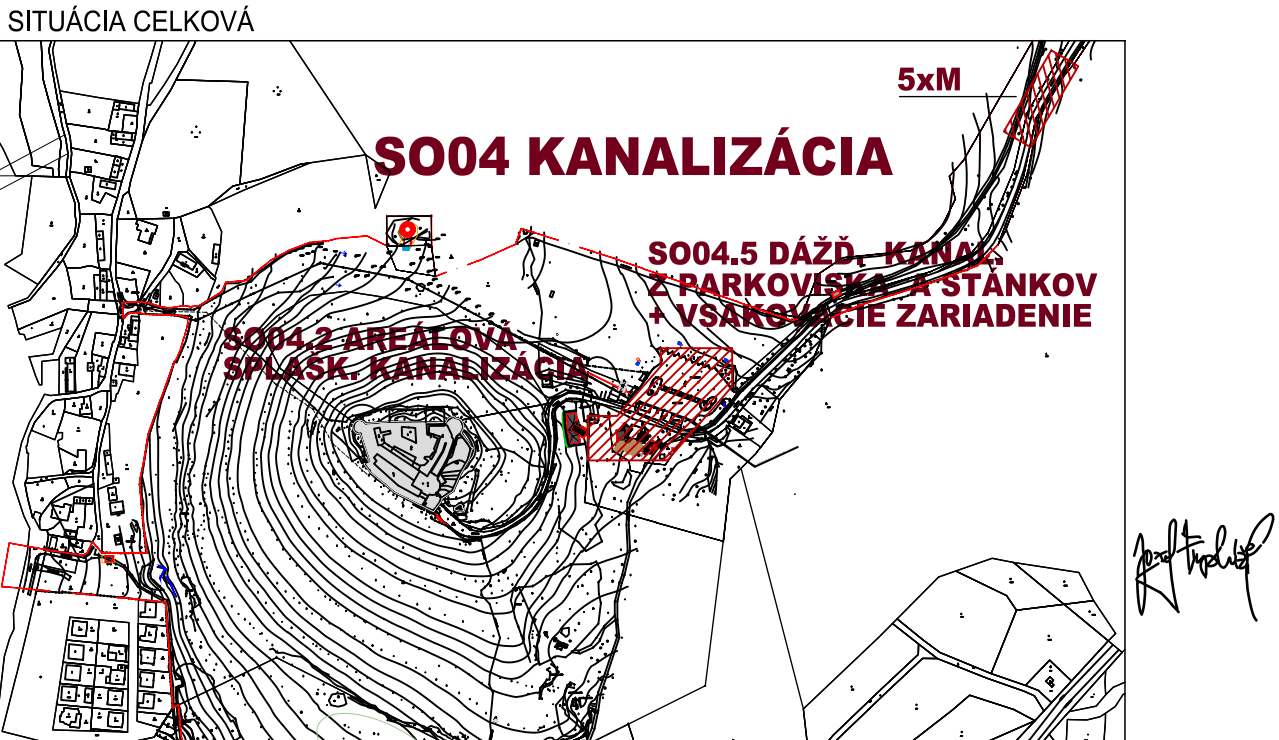 SITUÁCIA CELKOVÁ
5xM
SO04 KANALIZÁCIA
SO04.5 DÁŽĎ. KANAL.
Z PARKOVISKA A STÁNKOV
+ VSAKOVACIE ZARIADENIE
SO04.2 AREÁLOVÁ
SPLAŠK. KANALIZÁCIA